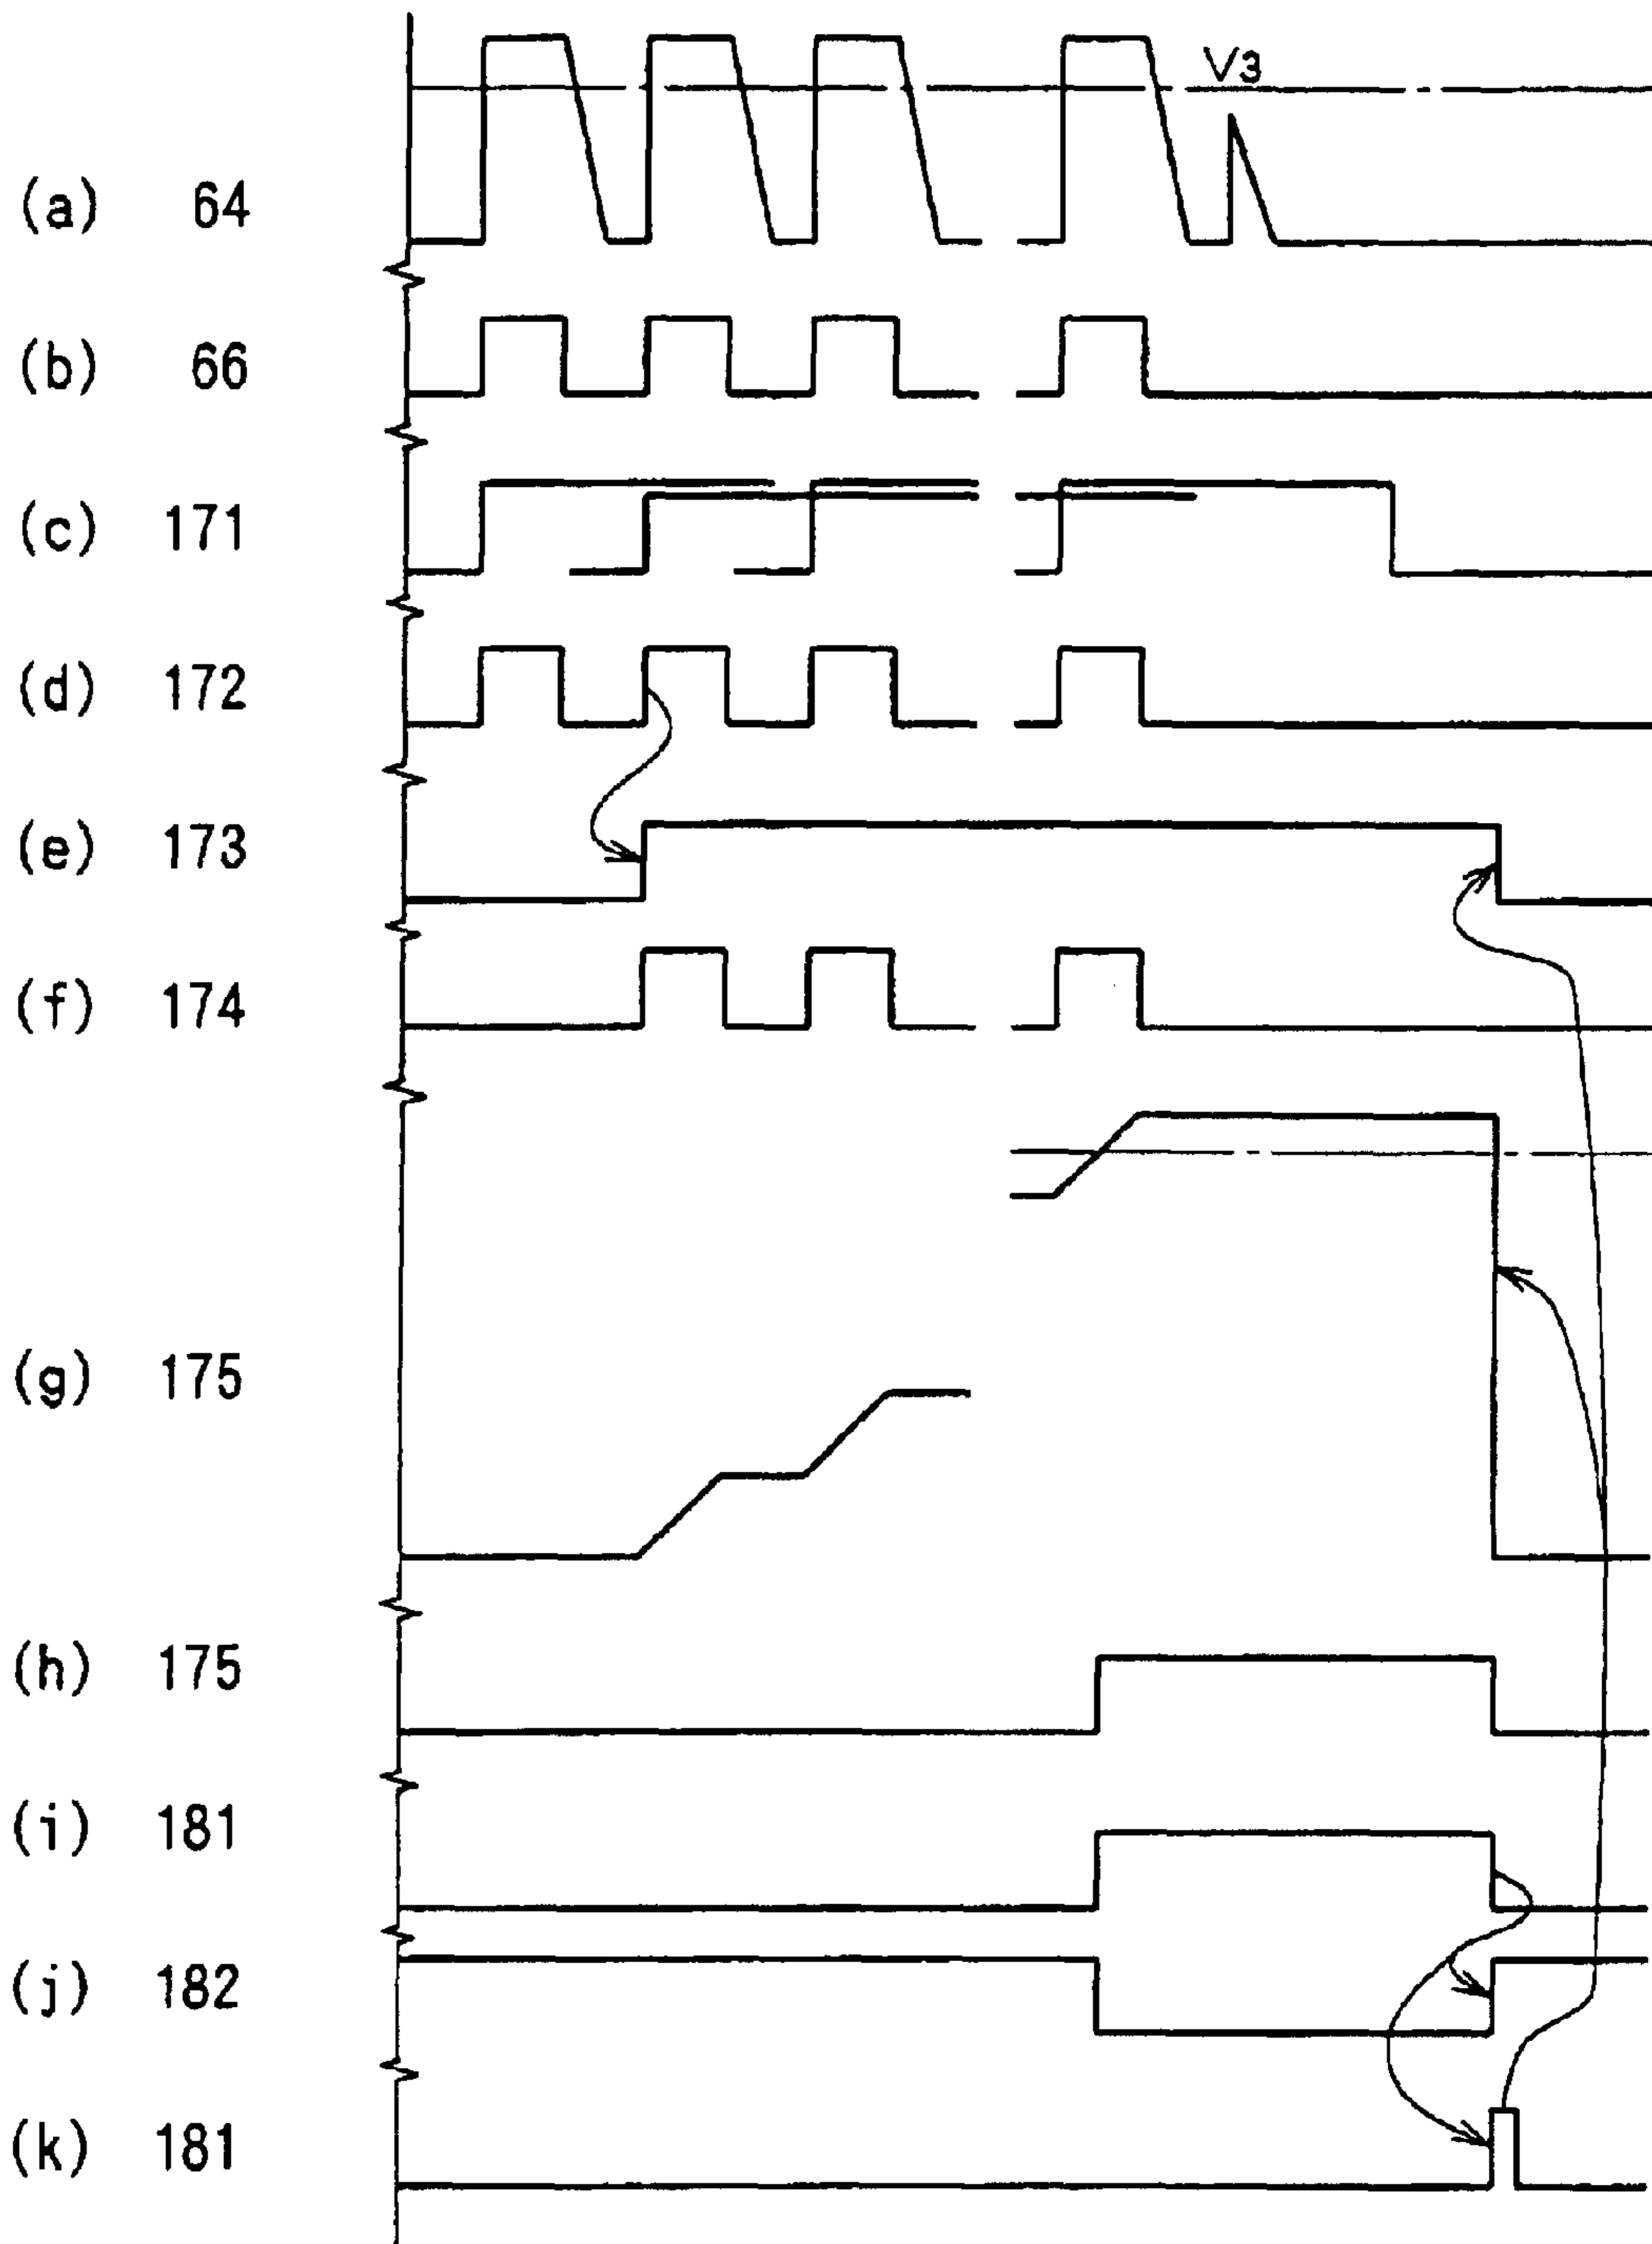 V3
(a) 64
(b) 66
(c) 171
(d) 172
(e) 173
(f) 174
(g) 175
(h) 175
(i) 181
(j) 182
(k) 181